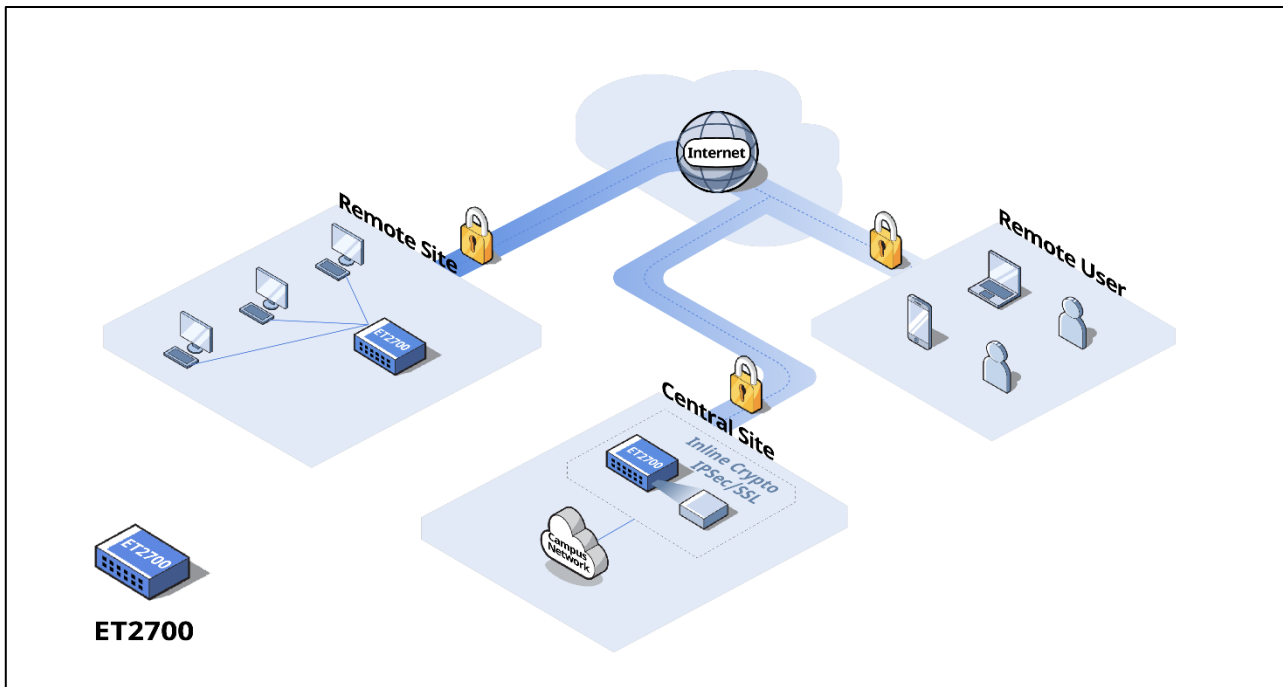 Internet
Remote Site
Remote User
ET2700
Central Site
ET2700
Inline Crypto
IPSec/SSL
Campus
Network
ET2700
ET2700